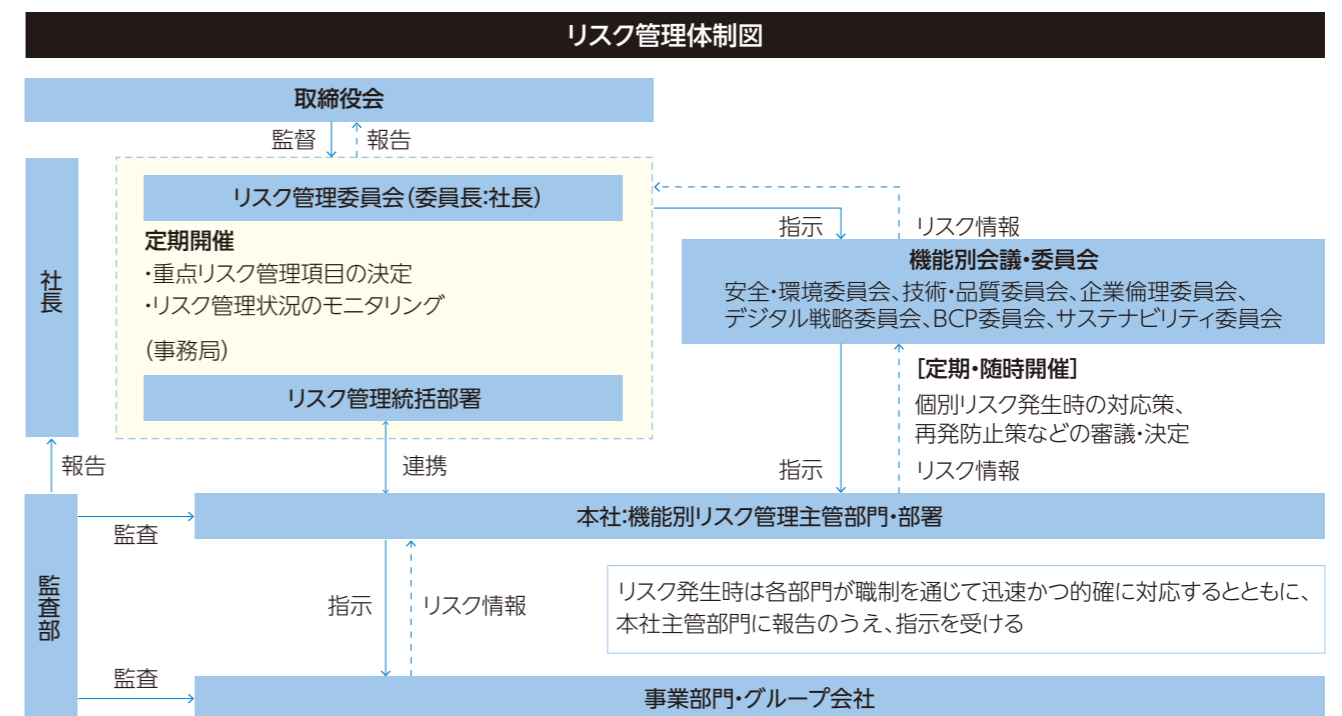 リスク管理体制図
取締役会
監督
報告
社長
リスク管理委員会(委員長:社長)
定期開催
・重点リスク管理項目の決定
・リスク管理状況のモニタリング
(事務局)
リスク管理統括部署
指示
リスク情報
機能別会議・委員会
安全・環境委員会、技術・品質委員会、企業倫理委員会、
デジタル戦略委員会、BCP委員会、サステナビリティ委員会
[定期・随時開催]
個別リスク発生時の対応策、
再発防止策などの審議・決定
報告
連携
指示
リスク情報
監査部
監査
本社:機能別リスク管理主管部門・部署
指示
リスク情報
リスク発生時は各部門が職制を通じて迅速かつ的確に対応するとともに、
本社主管部門に報告のうえ、指示を受ける
監査
事業部門・グループ会社